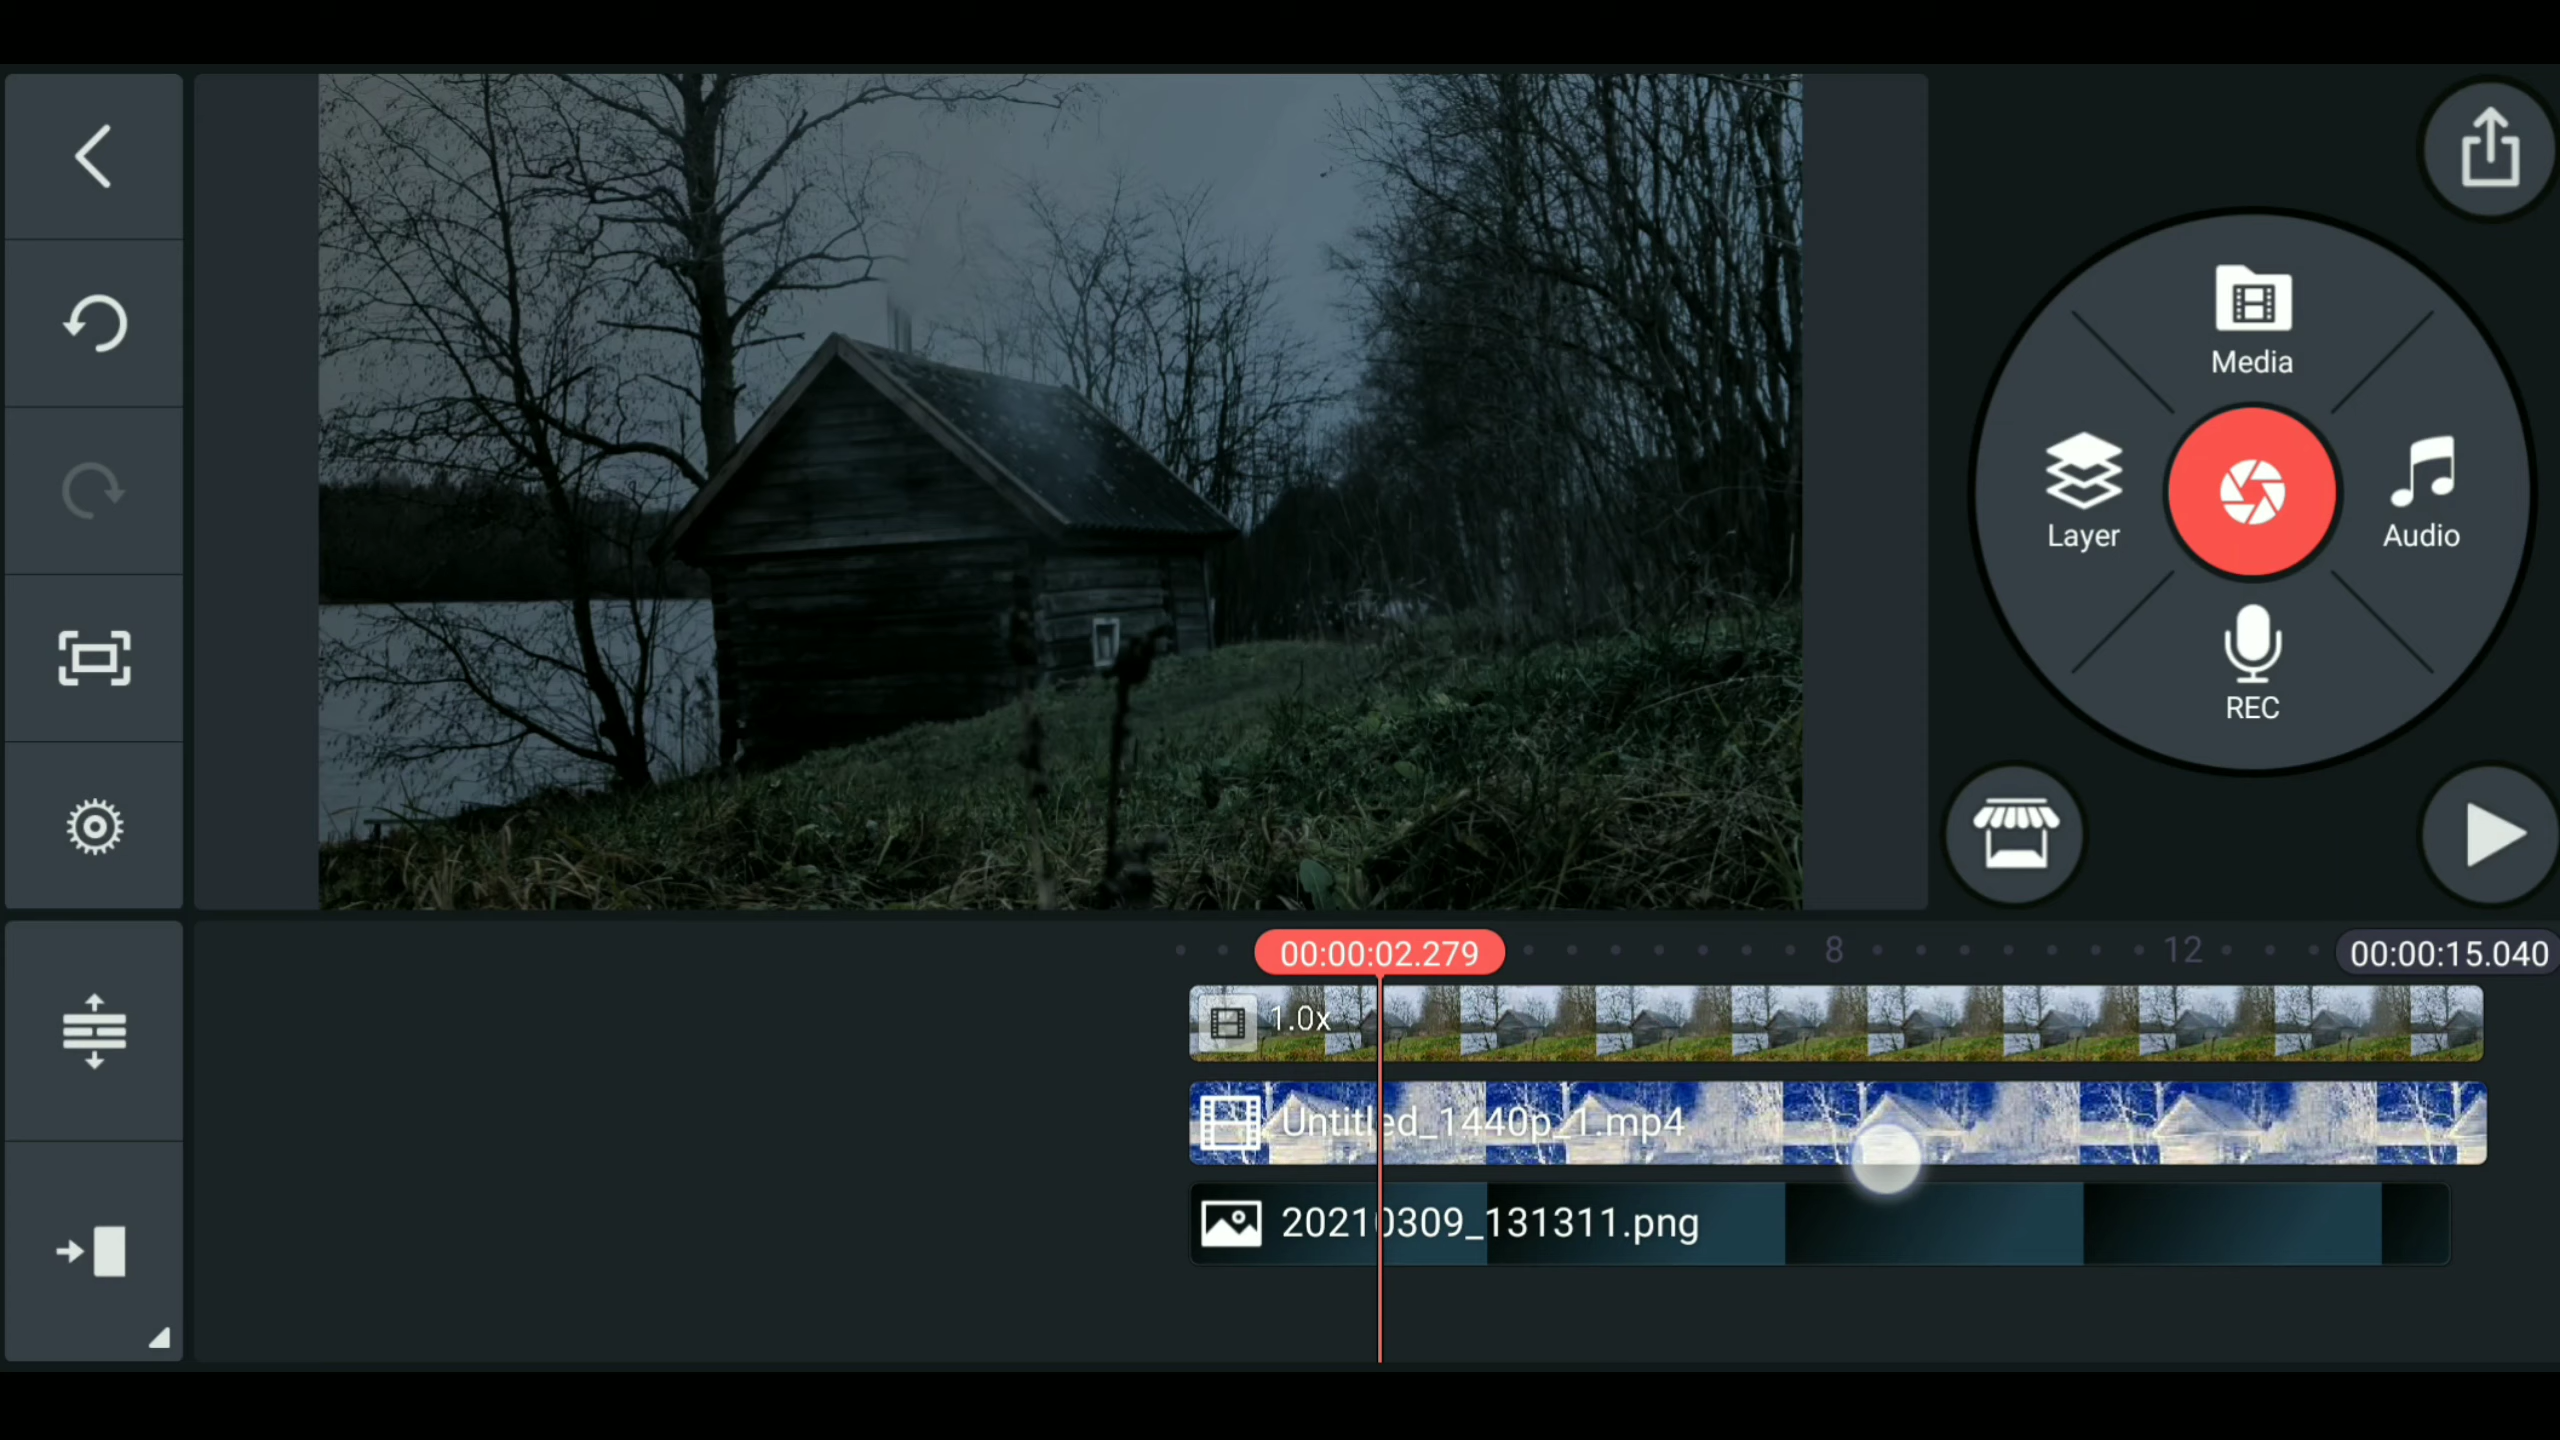 Media
Layer
Audio
REC
00:00:02.279
8
12
00:00:15.040
1.0x
Untitled_1440p_1.mp4
20210309_131311.png